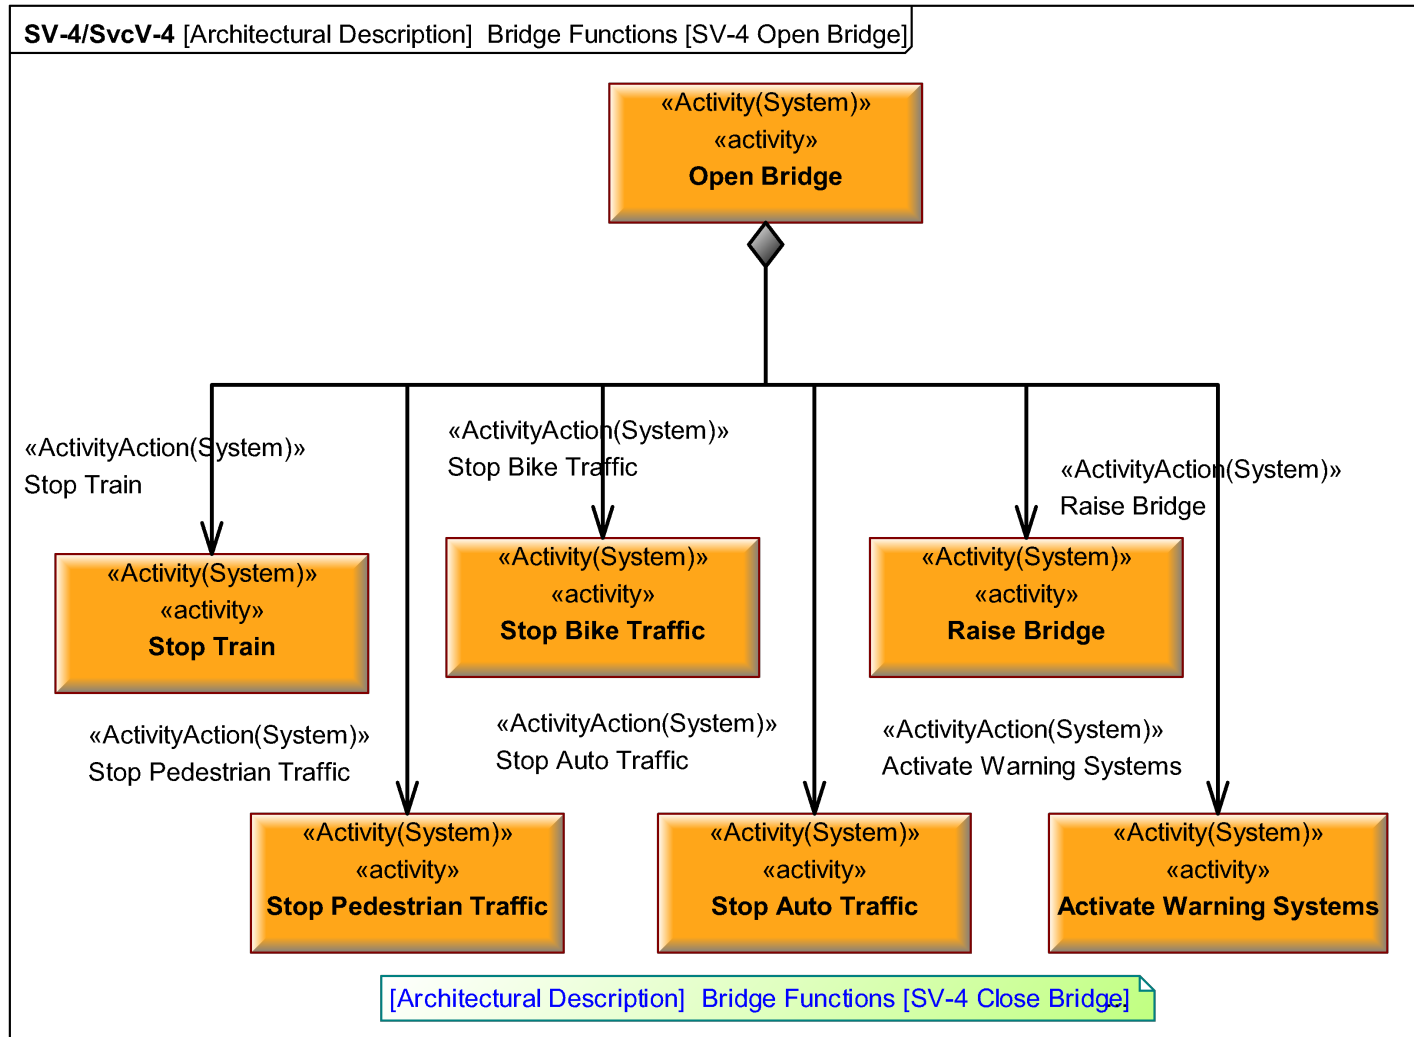 SV-4/SvcV-4 [Architectural Description]  Bridge Functions [SV-4 Open Bridge]
«Activity(System)»
«activity»
Open Bridge
«ActivityAction(System)»
Stop Train
«ActivityAction(System)»
Stop Bike Traffic
«ActivityAction(System)»
Raise Bridge
«Activity(System)»
«activity»
Stop Train
«Activity(System)»
«activity»
Stop Bike Traffic
«Activity(System)»
«activity»
Raise Bridge
«ActivityAction(System)»
Stop Pedestrian Traffic
«ActivityAction(System)»
Stop Auto Traffic
«ActivityAction(System)»
Activate Warning Systems
«Activity(System)»
«activity»
Stop Pedestrian Traffic
«Activity(System)»
«activity»
Stop Auto Traffic
«Activity(System)»
«activity»
Activate Warning Systems
[Architectural Description]  Bridge Functions [SV-4 Close Bridge]